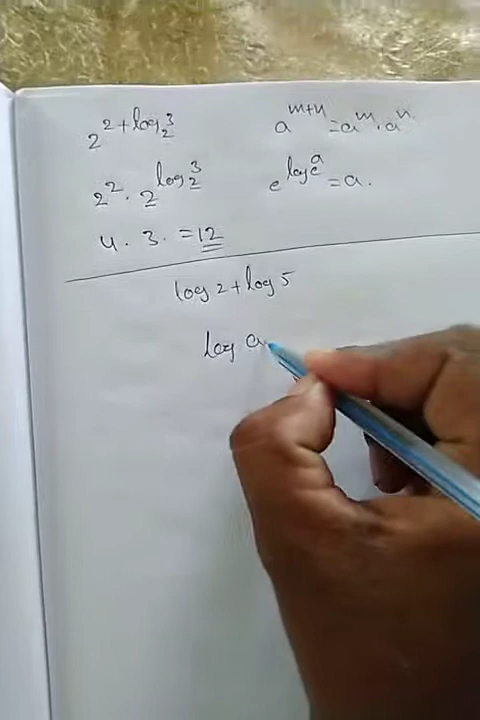 2^{2+log_2 3} a^{m+n} = a^m . a^n.
2^2 . 2^{log_2 3} e^{log_e a} = a.
4 . 3 . = 12
log 2 + log 5
log a